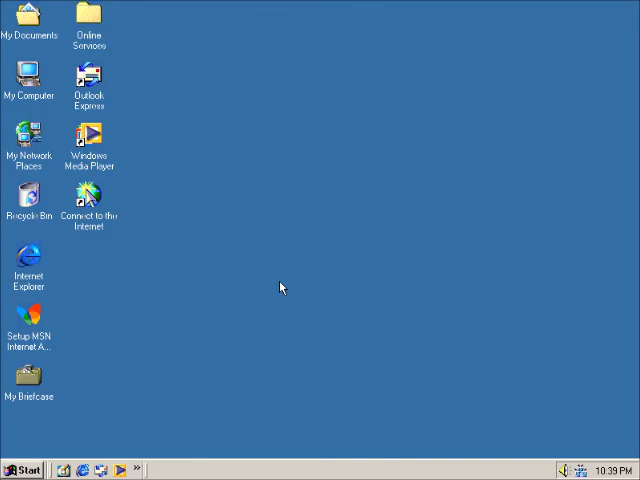 My Documents
Online
Services
My Computer
Outlook
Express
My Network
Places
Windows
Media Player
Recycle Bin
Connect to the
Internet
Internet
Explorer
Setup MSN
Internet A...
My Briefcase
Start
»
10:39 PM